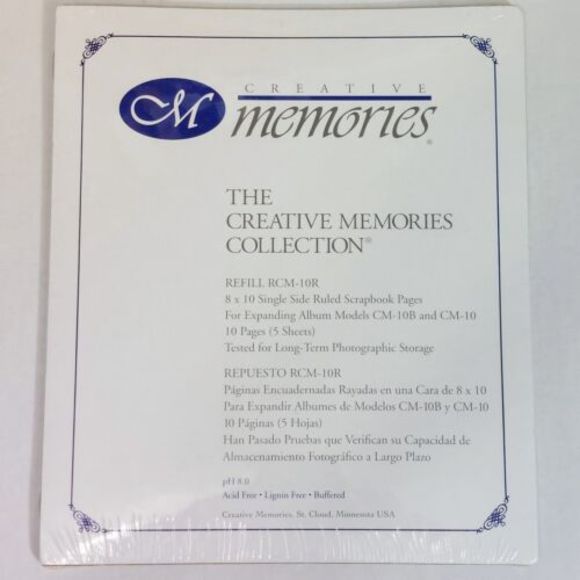 CM
CREATIVE
memories®
THE
CREATIVE MEMORIES
COLLECTION®
REFILL RCM-10R
8 x 10 Single Side Ruled Scrapbook Pages
For Expanding Album Models CM-10B and CM-10
10 Pages (5 Sheets)
Tested for Long-Term Photographic Storage
REPUESTO RCM-10R
Páginas Encuadernadas Rayadas en una Cara de 8 x 10
Para Expandir Albumes de Modelos CM-10B y CM-10
10 Páginas (5 Hojas)
Han Pasado Pruebas que Verifican su Capacidad de
Almacenamiento Fotográfico a Largo Plazo
pH 8.0
Acid Free • Lignin Free • Buffered
Creative Memories, St. Cloud, Minnesota USA